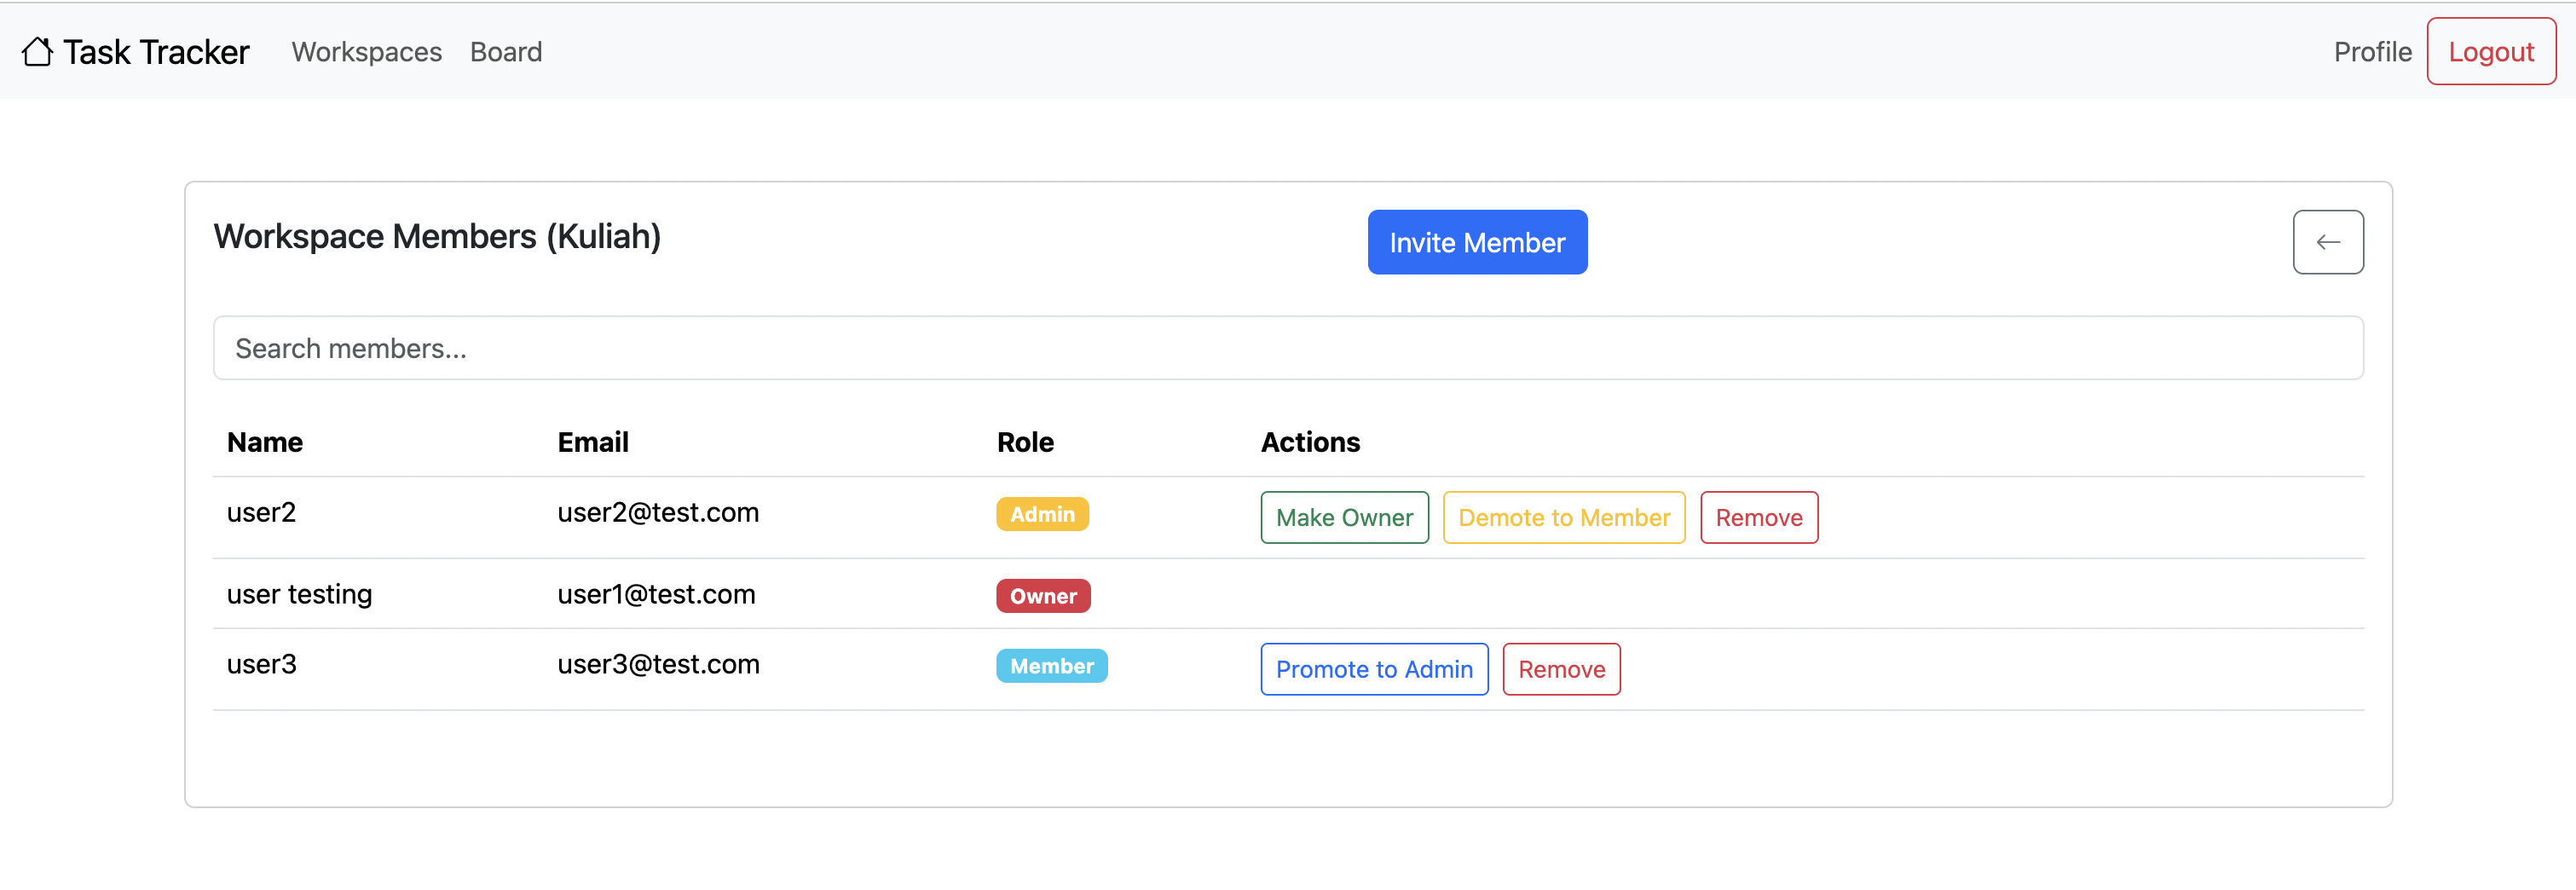 Task Tracker Workspaces Board Profile Logout
Workspace Members (Kuliah) Invite Member ←
Search members...
Name Email Role Actions
user2 user2@test.com Admin Make Owner Demote to Member Remove
user testing user1@test.com Owner
user3 user3@test.com Member Promote to Admin Remove